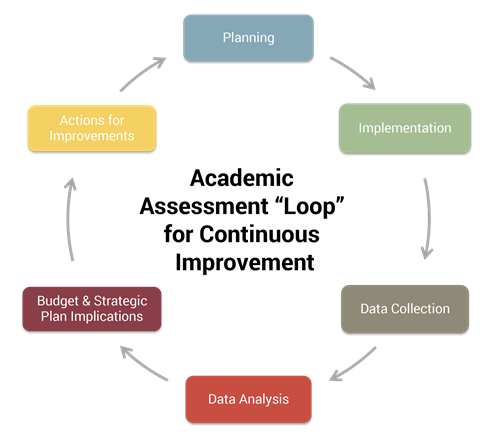 Planning
Implementation
Data Collection
Data Analysis
Budget & Strategic
Plan Implications
Actions for
Improvements
Academic
Assessment “Loop”
for Continuous
Improvement